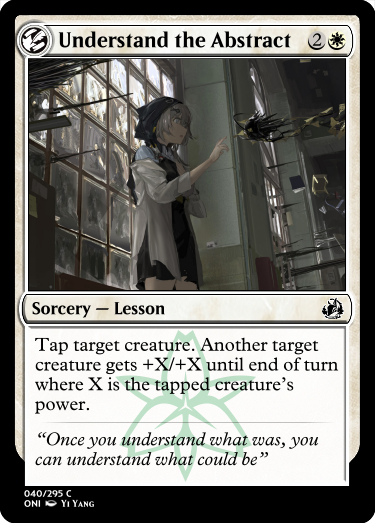 Understand the Abstract 2
Sorcery — Lesson
Tap target creature. Another target
creature gets +X/+X until end of turn
where X is the tapped creature's
power.
“Once you understand what was, you
can understand what could be”
040/295 C
ONI Yi Yang